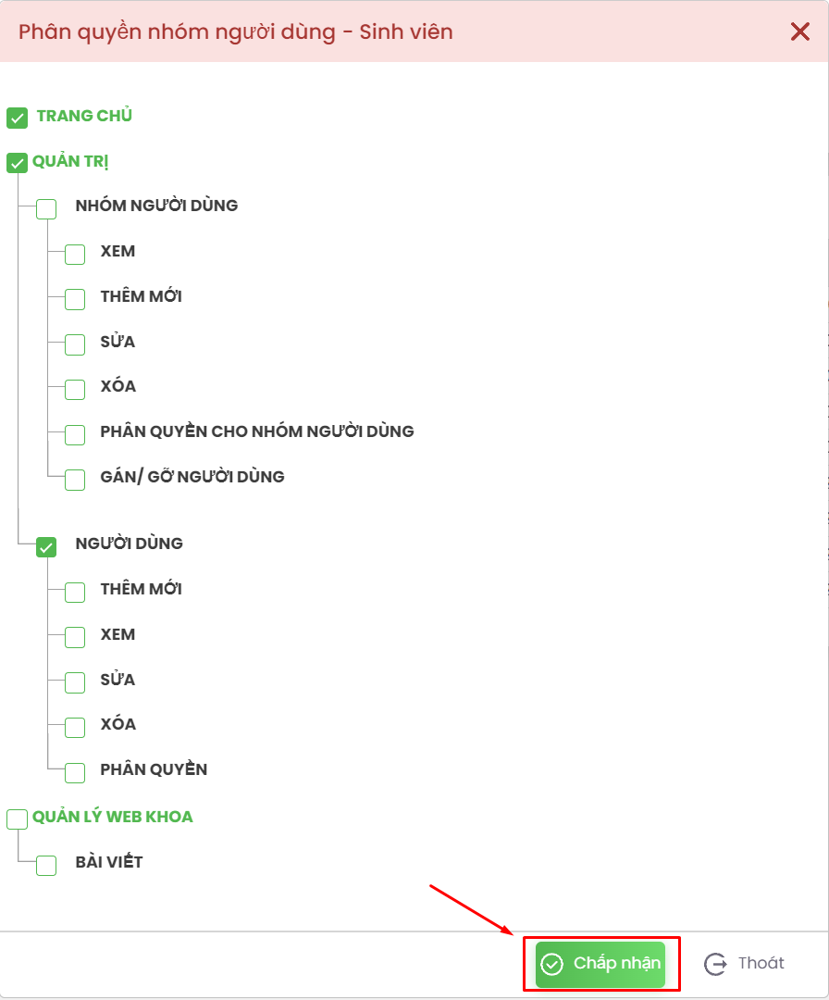 Phân quyền nhóm người dùng - Sinh viên
TRANG CHỦ
QUẢN TRỊ
NHÓM NGƯỜI DÙNG
XEM
THÊM MỚI
SỬA
XÓA
PHÂN QUYỀN CHO NHÓM NGƯỜI DÙNG
GÁN/ GỠ NGƯỜI DÙNG
NGƯỜI DÙNG
THÊM MỚI
XEM
SỬA
XÓA
PHÂN QUYỀN
QUẢN LÝ WEB KHOA
BÀI VIẾT
Chấp nhận
Thoát